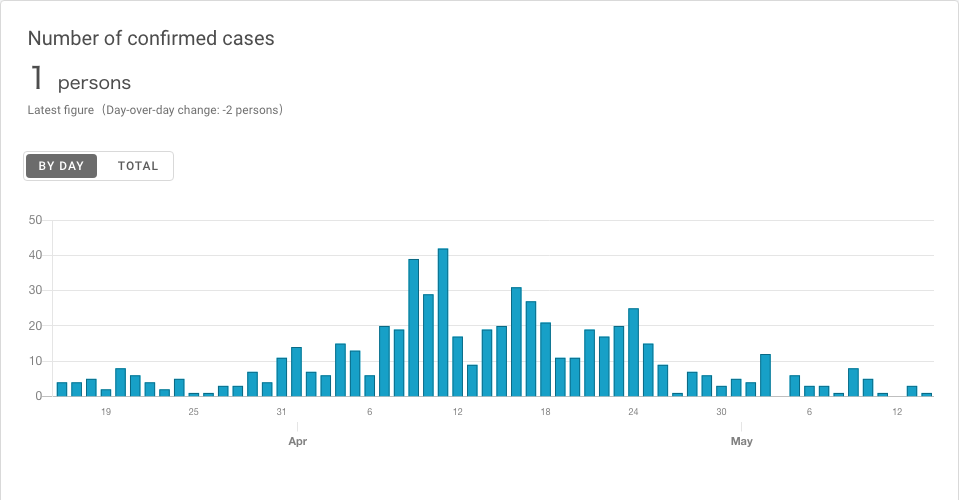 Number of confirmed cases
1 persons
Latest figure (Day-over-day change: -2 persons)
BY DAY TOTAL
50
40
30
20
10
0
19 25 31 6 12 18 24 30 6 12
Apr May